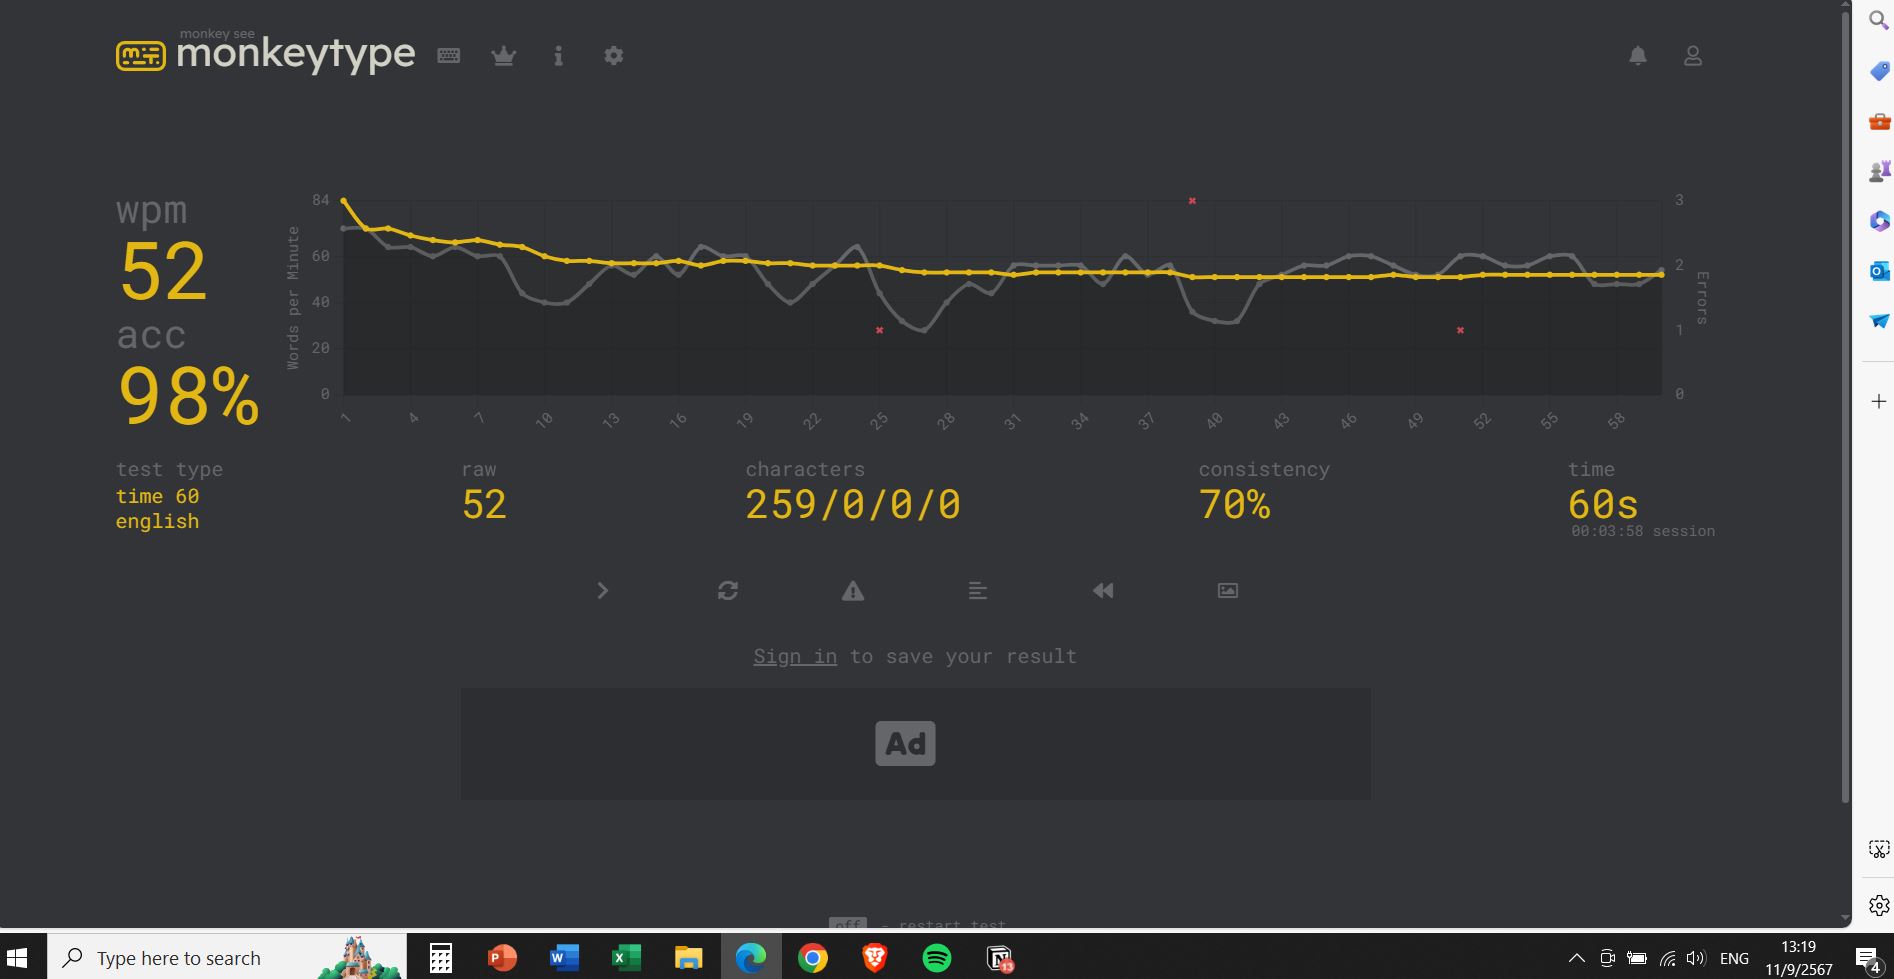 monkey see
monkeytype
wpm
52
acc
98%
84
60
40
20
0
Words per Minute
3
2
1
0
Errors
1 4 7 10 13 16 19 22 25 28 31 34 37 40 43 46 49 52 55 58
test type
time 60
english
raw
52
characters
259/0/0/0
consistency
70%
time
60s
00:03:58 session
Sign in to save your result
Ad
off - restart test
Type here to search
13
ENG
13:19
11/9/2567
4